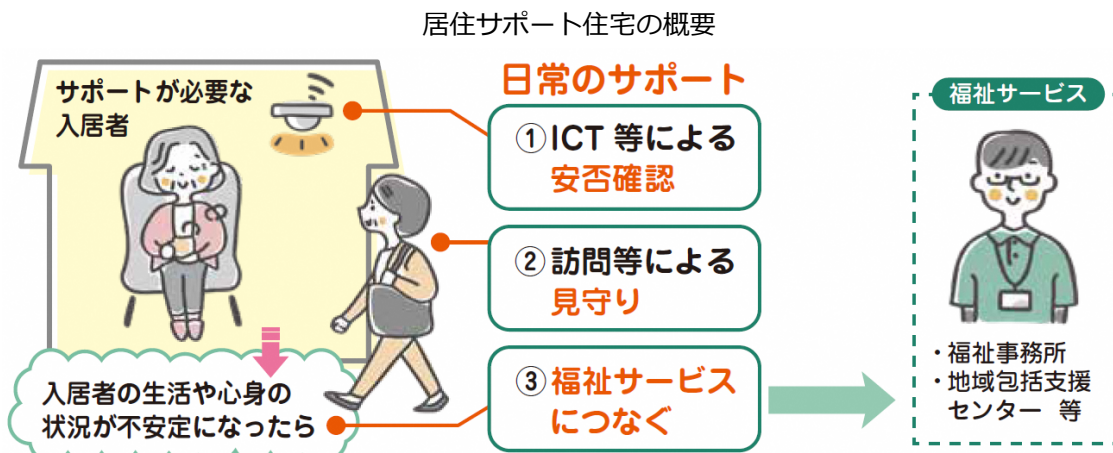 居住サポート住宅の概要
サポートが必要な
入居者
日常のサポート
①ICT 等による
安否確認
②訪問等による
見守り
入居者の生活や心身の
状況が不安定になったら
③福祉サービス
につなぐ
福祉サービス
・福祉事務所
・地域包括支援
センター 等